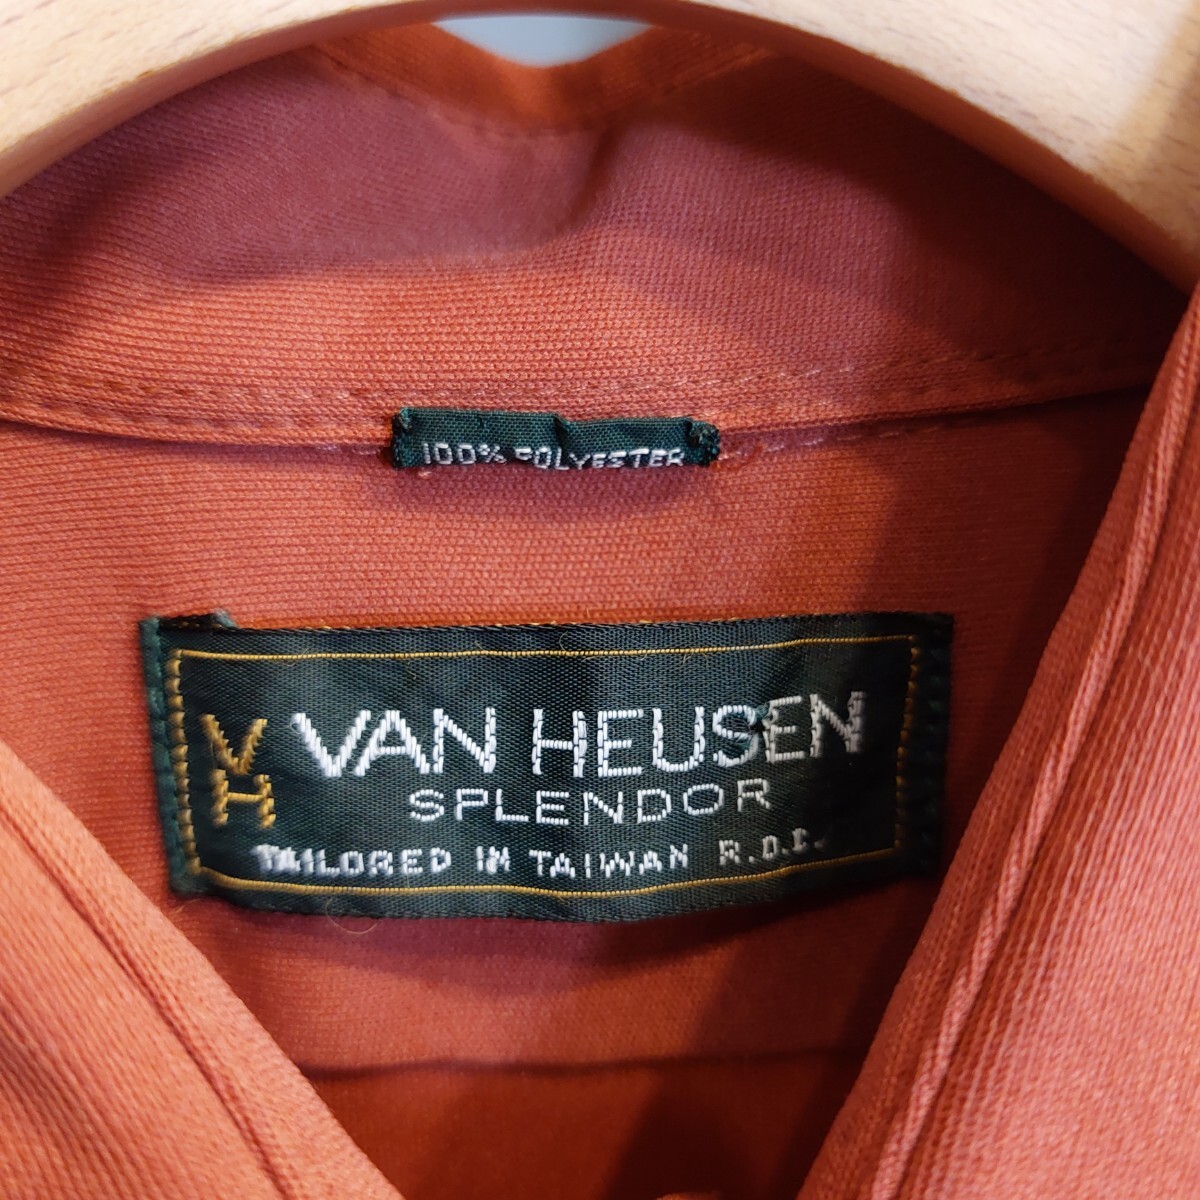 100% POLYESTER
VH
VAN HEUSEN
SPLENDOR
TAILORED IN TAIWAN R.O.C.